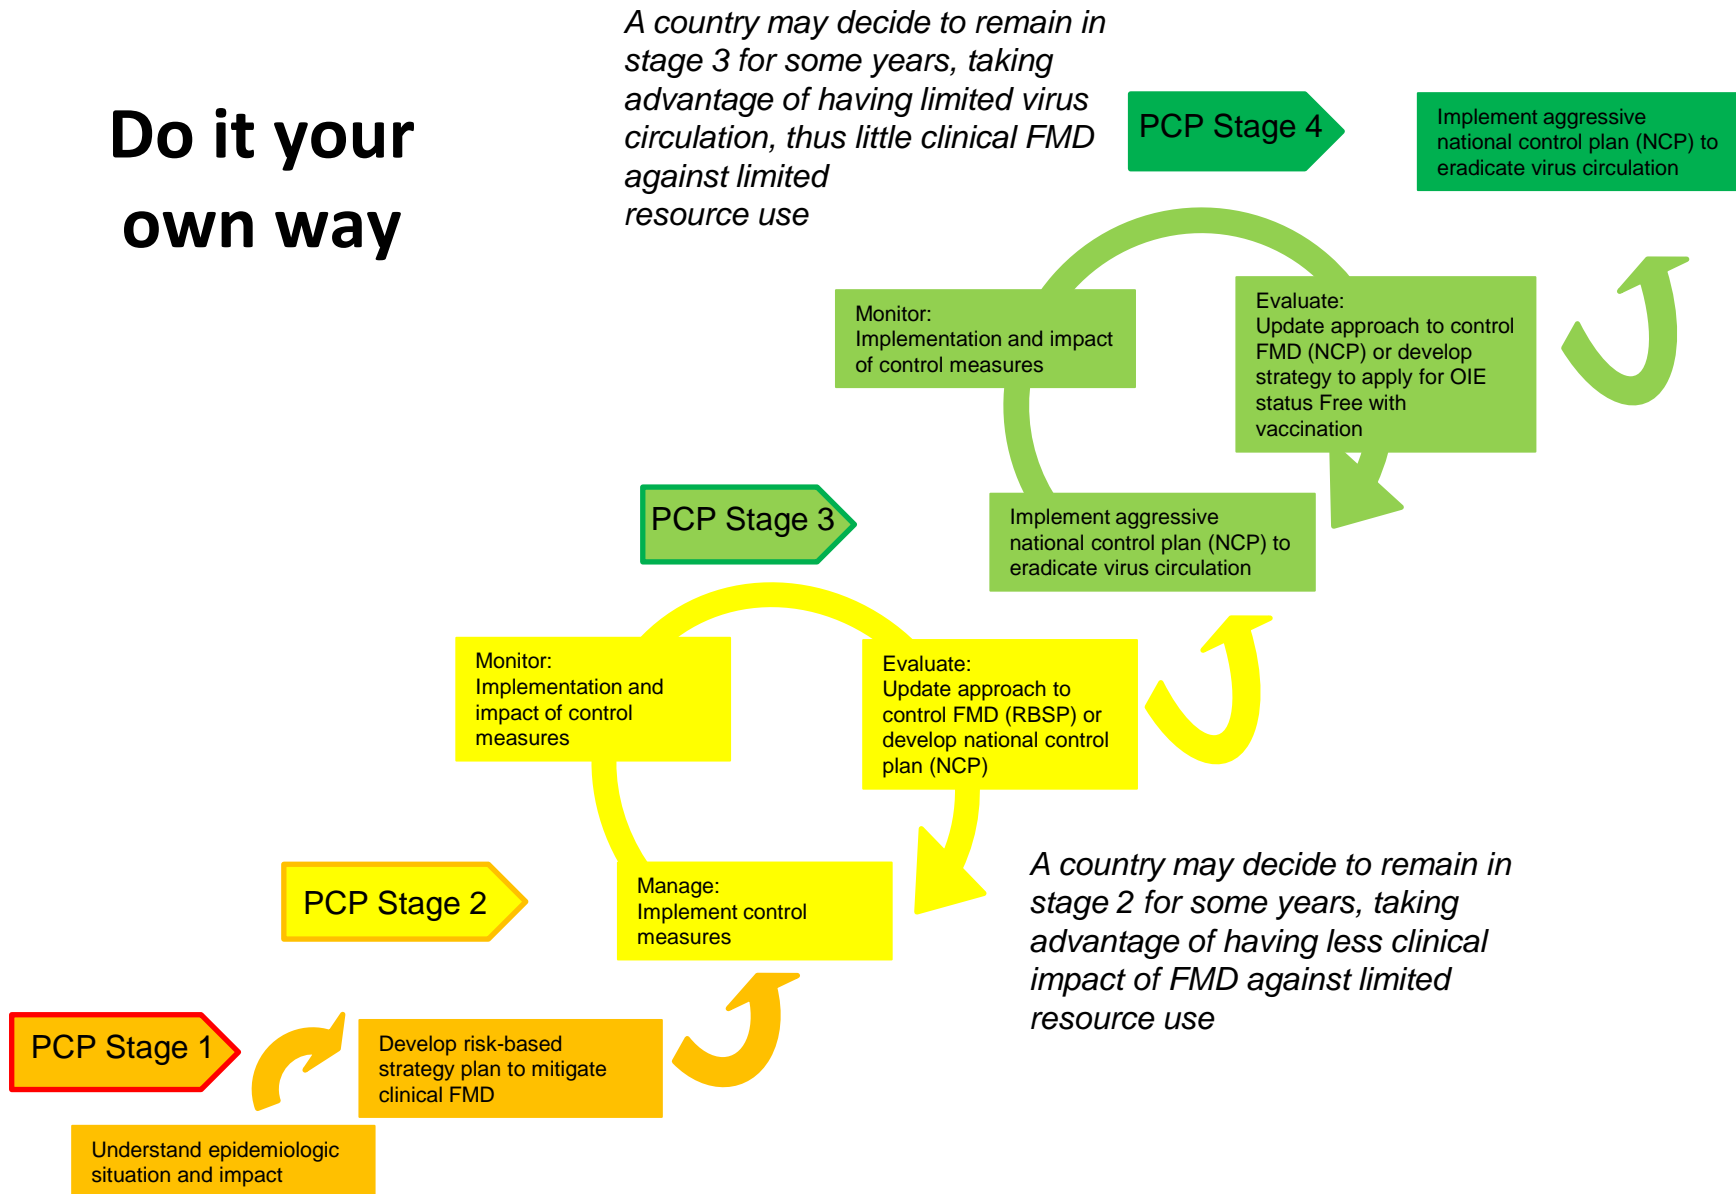 Do it your
own way
A country may decide to remain in
stage 3 for some years, taking
advantage of having limited virus
circulation, thus little clinical FMD
against limited
resource use
PCP Stage 4
Implement aggressive
national control plan (NCP) to
eradicate virus circulation
Monitor:
Implementation and impact
of control measures
Evaluate:
Update approach to control
FMD (NCP) or develop
strategy to apply for OIE
status Free with
vaccination
PCP Stage 3
Implement aggressive
national control plan (NCP) to
eradicate virus circulation
Monitor:
Implementation and
impact of control
measures
Evaluate:
Update approach to
control FMD (RBSP) or
develop national control
plan (NCP)
PCP Stage 2
Manage:
Implement control
measures
A country may decide to remain in
stage 2 for some years, taking
advantage of having less clinical
impact of FMD against limited
resource use
PCP Stage 1
Develop risk-based
strategy plan to mitigate
clinical FMD
Understand epidemiologic
situation and impact